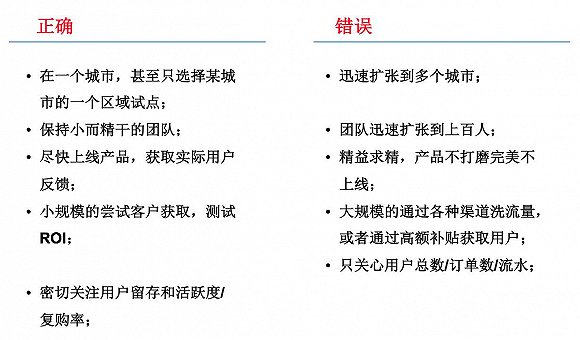 正确
• 在一个城市，甚至只选择某城
市的一个区域试点；
• 保持小而精干的团队；
• 尽快上线产品，获取实际用户
反馈；
• 小规模的尝试客户获取，测试
ROI；
• 密切关注用户留存和活跃度/
复购率；
错误
• 迅速扩张到多个城市；
• 团队迅速扩张到上百人；
• 精益求精，产品不打磨完美不
上线；
• 大规模的通过各种渠道洗流量，
或者通过高额补贴获取用户；
• 只关心用户总数/订单数/流水；